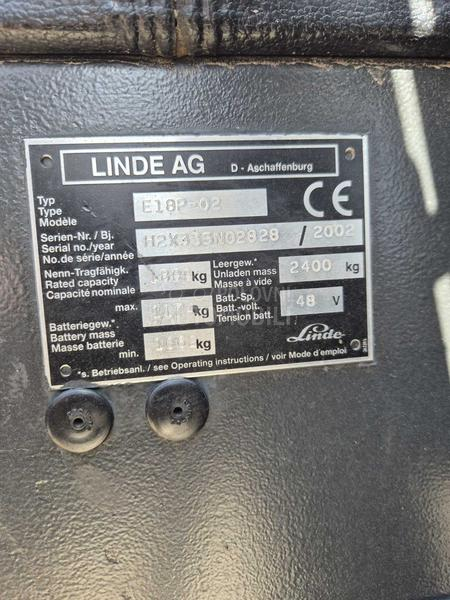 LINDE AG D - Aschaffenburg
Typ
Type
Modèle
E18P-02
Serien-Nr. / Bj.
Serial no./year
No. de série/année
H2X335N02828 / 2002
Nenn-Tragfähigk.
Rated capacity
Capacité nominale
kg
Leergew.*
Unladen mass
Masse à vide
2400 kg
max.
kg
Batt.-Sp.
Batt.-volt.
Tension batt.
48 V
Batteriegew.*
Battery mass
Masse batterie
min.
kg
Linde
*s. Betriebsanl. / see Operating instructions / voir Mode d'emploi